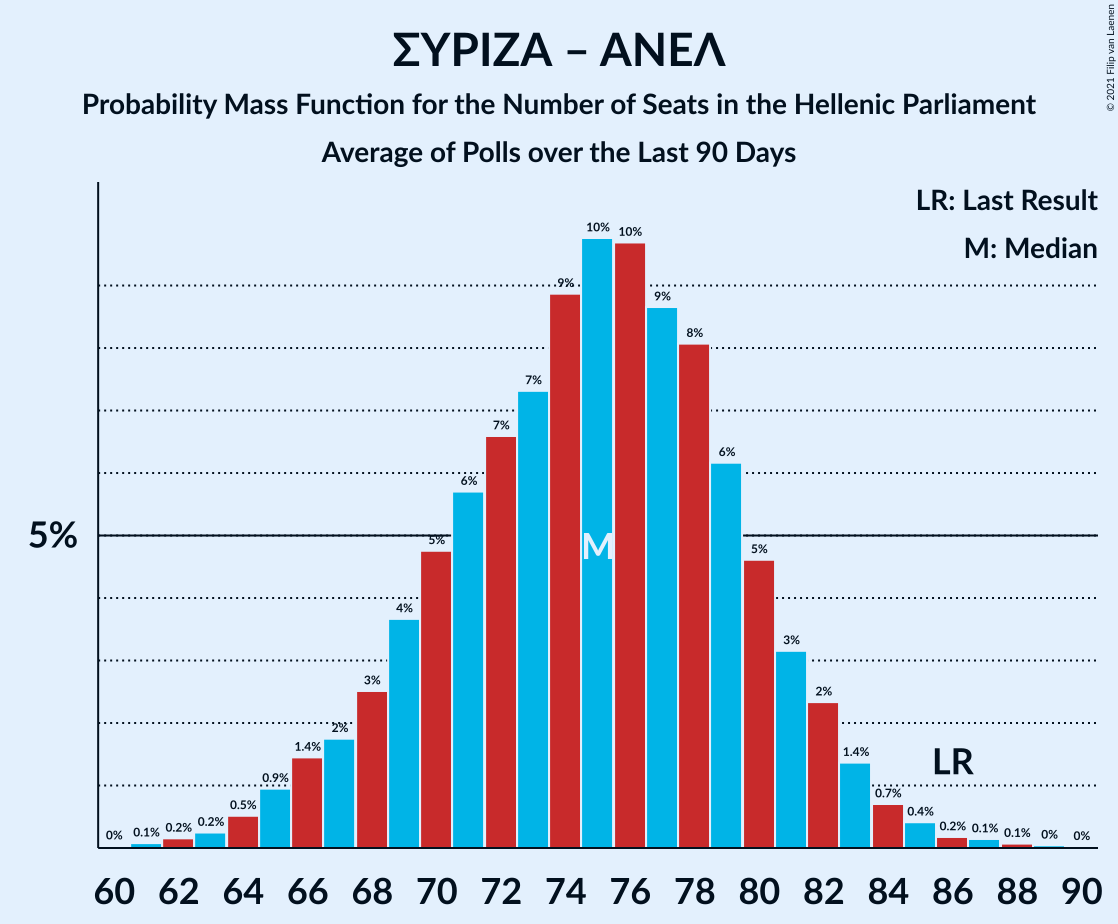 ΣΥΡΙΖΑ – ΑΝΕΛ
Probability Mass Function for the Number of Seats in the Hellenic Parliament
Average of Polls over the Last 90 Days
© 2021 Filip van Laenen
LR: Last Result
M: Median
5%
0% 0.1% 0.2% 0.2% 0.5% 0.9% 1.4% 2% 3% 4% 5% 6% 7% 7% 9% 10% 10% 9% 8% 6% 5% 3% 2% 1.4% 0.7% 0.4% 0.2% 0.1% 0.1% 0% 0%
M
LR
60 62 64 66 68 70 72 74 76 78 80 82 84 86 88 90